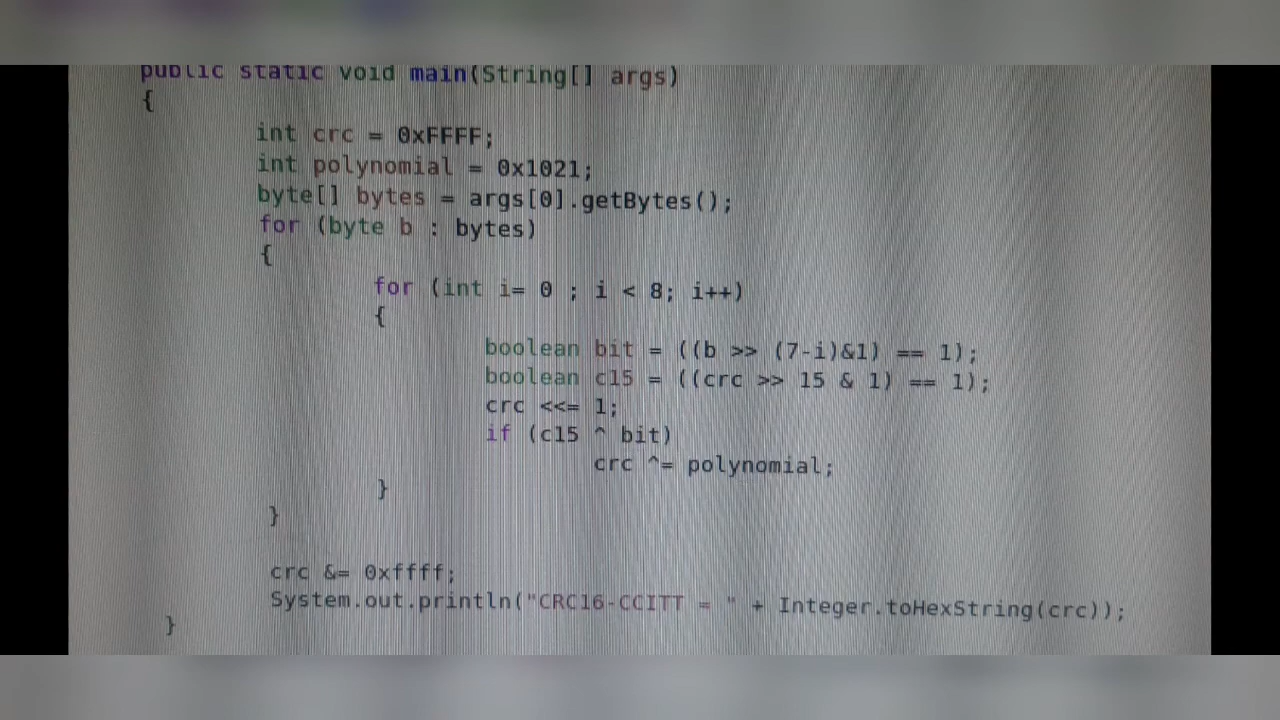 public static void main(String[] args)
{
int crc = 0xFFFF;
int polynomial = 0x1021;
byte[] bytes = args[0].getBytes();
for (byte b : bytes)
{
for (int i= 0 ; i < 8; i++)
{
boolean bit = ((b >> (7-i)&1) == 1);
boolean c15 = ((crc >> 15 & 1) == 1);
crc <<= 1;
if (c15 ^ bit)
crc ^= polynomial;
}
}
crc &= 0xffff;
System.out.println("CRC16-CCITT = " + Integer.toHexString(crc));
}